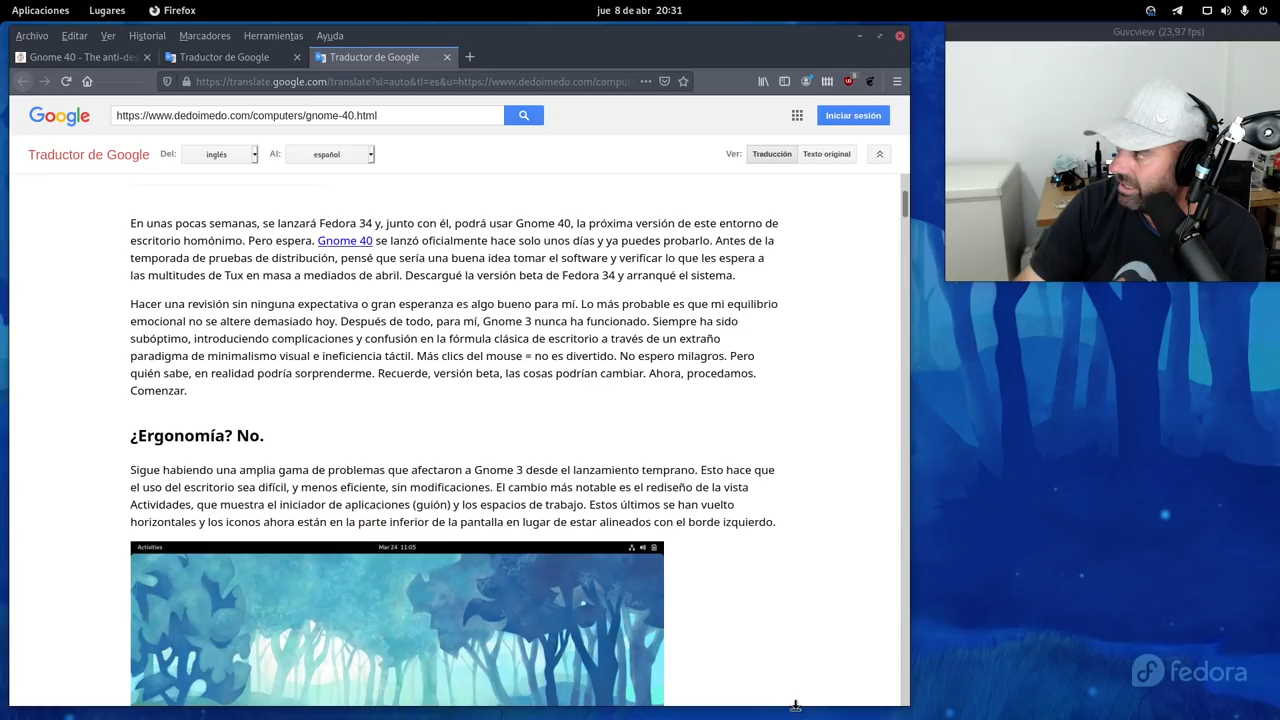 Aplicaciones Lugares Firefox jue 8 de abr 20:31
Archivo Editar Ver Historial Marcadores Herramientas Ayuda
Guvcview (23,97 fps)
Gnome 40 - The anti-des Traductor de Google Traductor de Google
https://translate.google.com/translate?sl=auto&tl=es&u=https://www.dedoimedo.com/compu
8
Google https://www.dedoimedo.com/computers/gnome-40.html Iniciar sesión
Traductor de Google Del: inglés Al: español Ver: Traducción Texto original
En unas pocas semanas, se lanzará Fedora 34 y, junto con él, podrá usar Gnome 40, la próxima versión de este entorno de
escritorio homónimo. Pero espera. Gnome 40 se lanzó oficialmente hace solo unos días y ya puedes probarlo. Antes de la
temporada de pruebas de distribución, pensé que sería una buena idea tomar el software y verificar lo que les espera a
las multitudes de Tux en masa a mediados de abril. Descargué la versión beta de Fedora 34 y arranqué el sistema.
Hacer una revisión sin ninguna expectativa o gran esperanza es algo bueno para mí. Lo más probable es que mi equilibrio
emocional no se altere demasiado hoy. Después de todo, para mí, Gnome 3 nunca ha funcionado. Siempre ha sido
subóptimo, introduciendo complicaciones y confusión en la fórmula clásica de escritorio a través de un extraño
paradigma de minimalismo visual e ineficiencia táctil. Más clics del mouse = no es divertido. No espero milagros. Pero
quién sabe, en realidad podría sorprenderme. Recuerde, versión beta, las cosas podrían cambiar. Ahora, procedamos.
Comenzar.
¿Ergonomía? No.
Sigue habiendo una amplia gama de problemas que afectaron a Gnome 3 desde el lanzamiento temprano. Esto hace que
el uso del escritorio sea difícil, y menos eficiente, sin modificaciones. El cambio más notable es el rediseño de la vista
Actividades, que muestra el iniciador de aplicaciones (guión) y los espacios de trabajo. Estos últimos se han vuelto
horizontales y los iconos ahora están en la parte inferior de la pantalla en lugar de estar alineados con el borde izquierdo.
Activities Mar 24 11:05
fedora